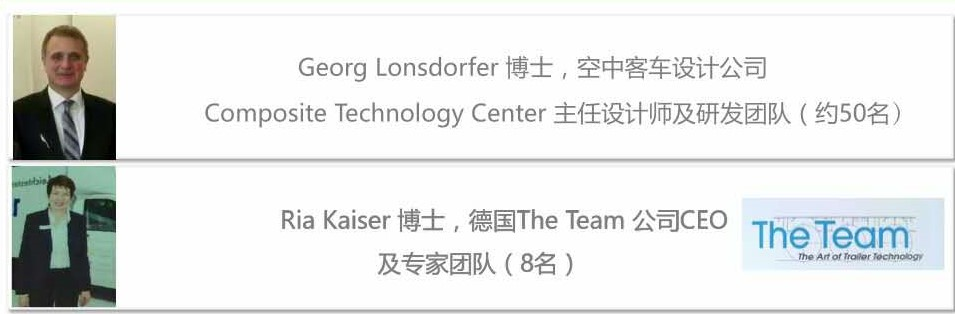 Georg Lonsdorfer 博士，空中客车设计公司
Composite Technology Center 主任设计师及研发团队（约50名）
Ria Kaiser 博士，德国The Team 公司CEO
及专家团队（8名）
The Team
The Art of Trailer Technology